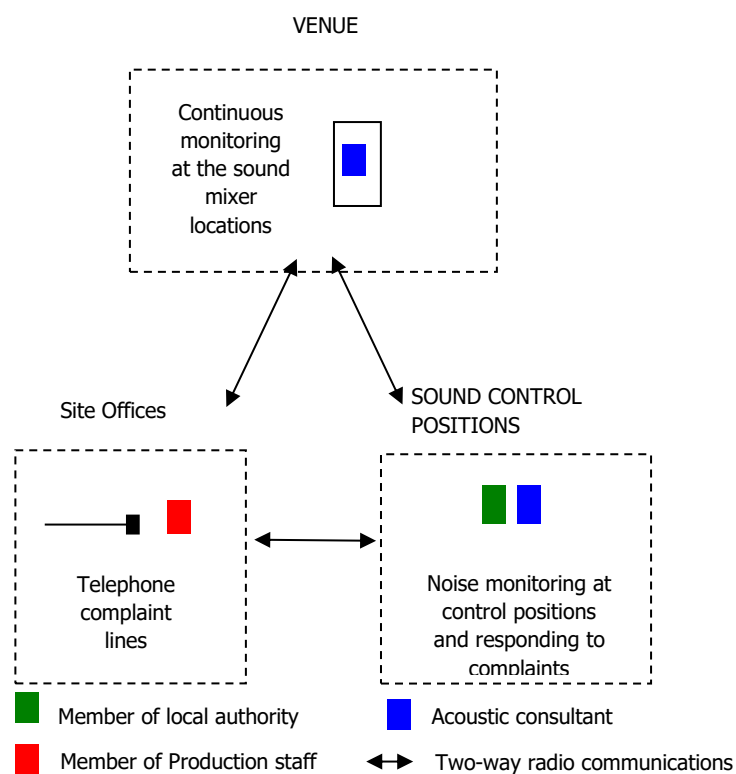 VENUE
Continuous
monitoring
at the sound
mixer
locations
Site Offices
SOUND CONTROL
POSITIONS
Telephone
complaint
lines
Noise monitoring at
control positions
and responding to
complaints
Member of local authority
Acoustic consultant
Member of Production staff
Two-way radio communications